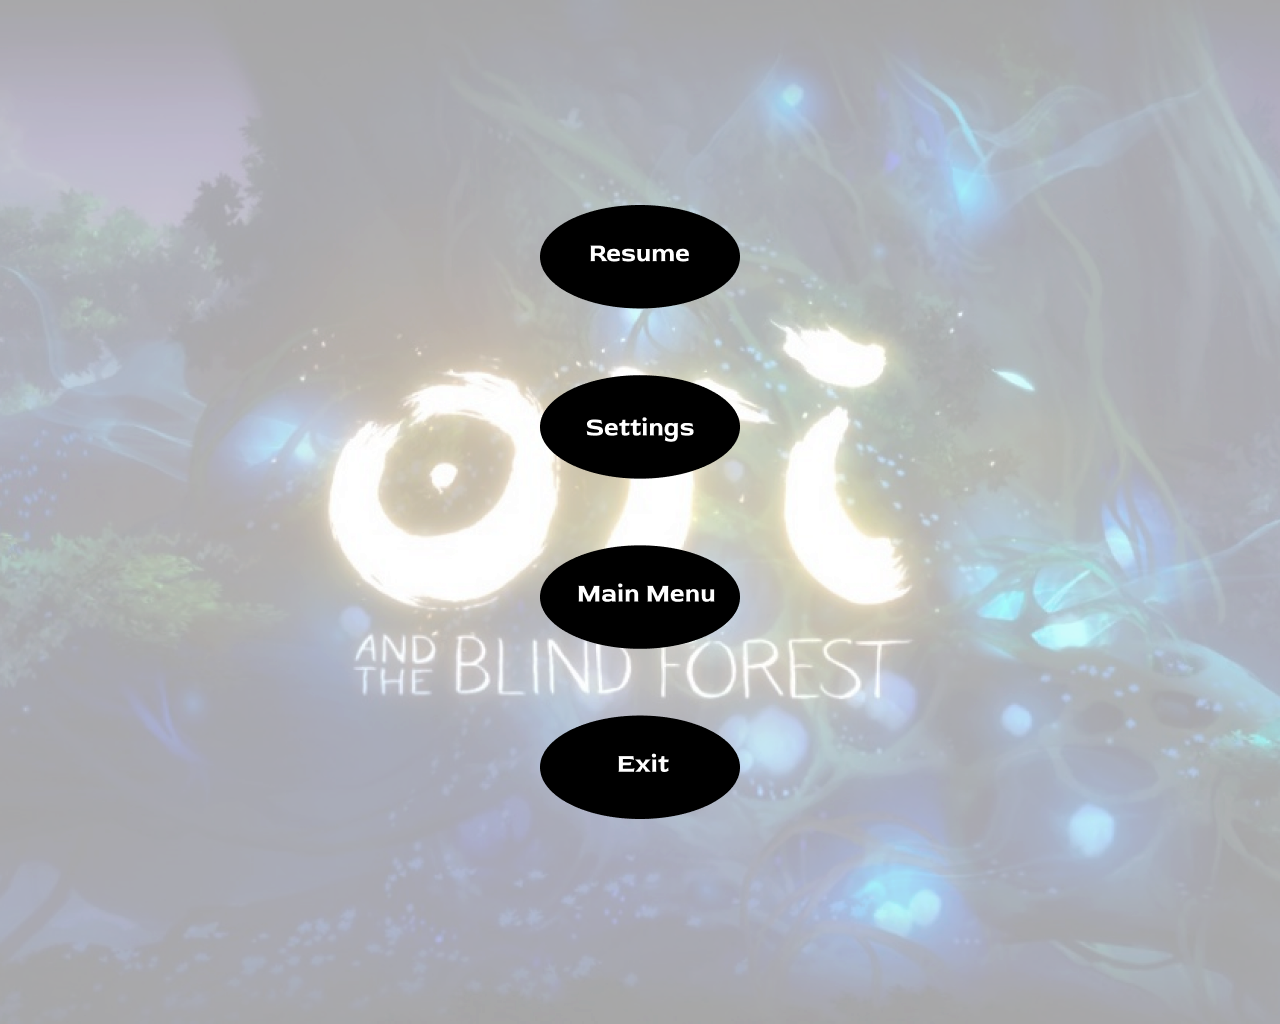 Resume
Ori
Settings
Main Menu
AND THE BLIND FOREST
Exit